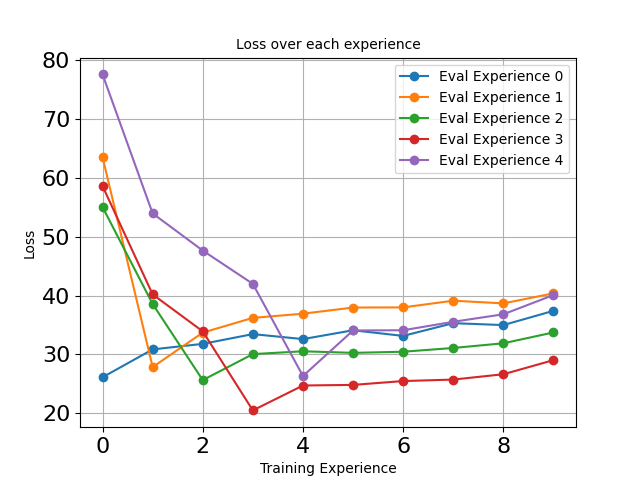 Loss over each experience
80
70
60
50
40
30
20
Loss
Eval Experience 0
Eval Experience 1
Eval Experience 2
Eval Experience 3
Eval Experience 4
0 2 4 6 8
Training Experience